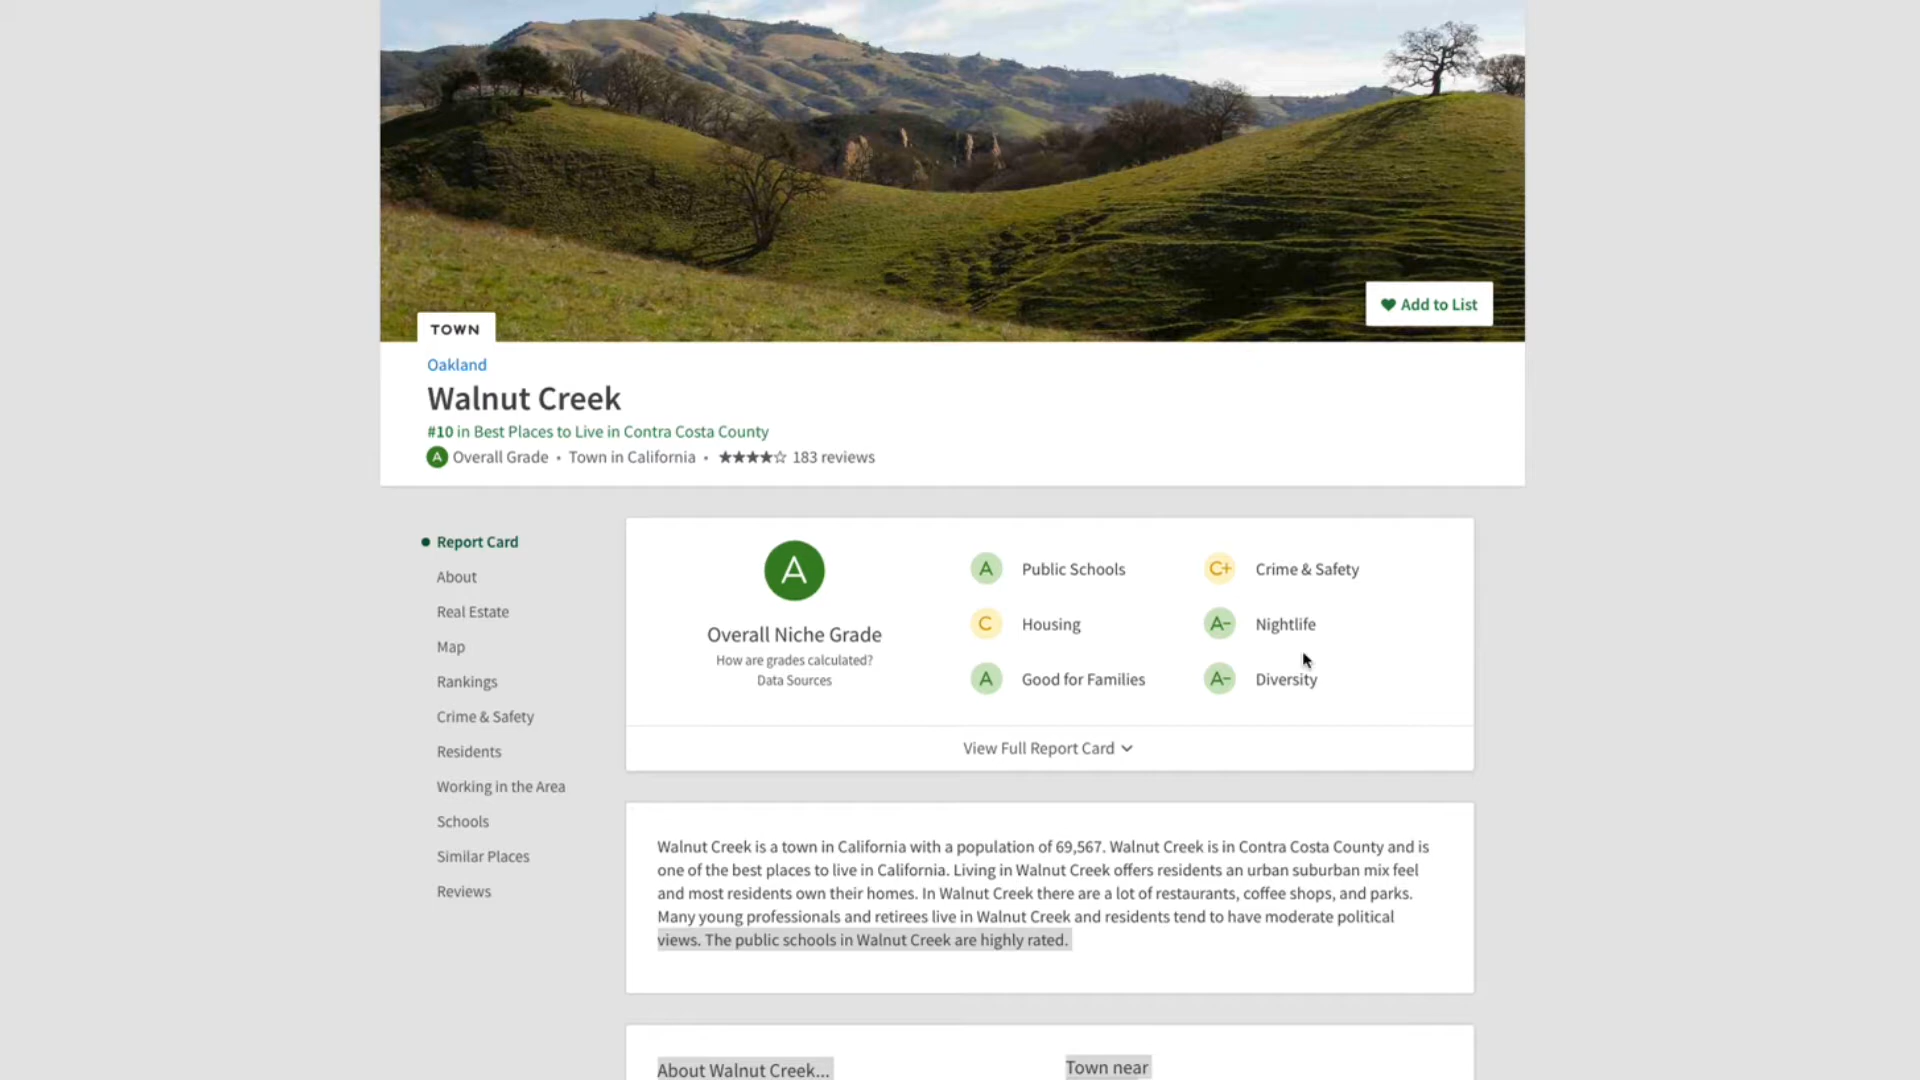 Add to List
TOWN
Oakland
Walnut Creek
#10 in Best Places to Live in Contra Costa County
A Overall Grade • Town in California • ★★★★☆ 183 reviews
Report Card
About
Real Estate
Map
Rankings
Crime & Safety
Residents
Working in the Area
Schools
Similar Places
Reviews
A
Overall Niche Grade
How are grades calculated?
Data Sources
A Public Schools
C Housing
A Good for Families
C+ Crime & Safety
A- Nightlife
A- Diversity
View Full Report Card
Walnut Creek is a town in California with a population of 69,567. Walnut Creek is in Contra Costa County and is
one of the best places to live in California. Living in Walnut Creek offers residents an urban suburban mix feel
and most residents own their homes. In Walnut Creek there are a lot of restaurants, coffee shops, and parks.
Many young professionals and retirees live in Walnut Creek and residents tend to have moderate political
views. The public schools in Walnut Creek are highly rated.
About Walnut Creek...
Town near